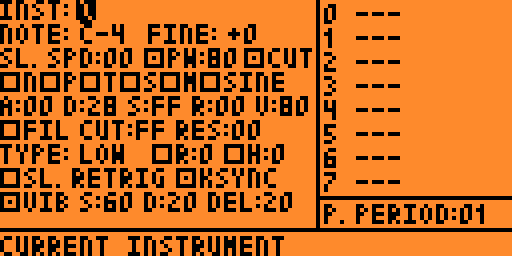 INST:0
NOTE: C-4 FINE: +0
SL. SPD:00 PW:80 CUT
N P T S M SINE
A:00 D:28 S:FF R:00 V:80
FIL CUT:FF RES:00
TYPE: LOW R:0 H:0
SL. RETRIG KSYNC
VIB S:60 D:20 DEL:20
0 ---
1 ---
2 ---
3 ---
4 ---
5 ---
6 ---
7 ---
P. PERIOD:01
CURRENT INSTRUMENT